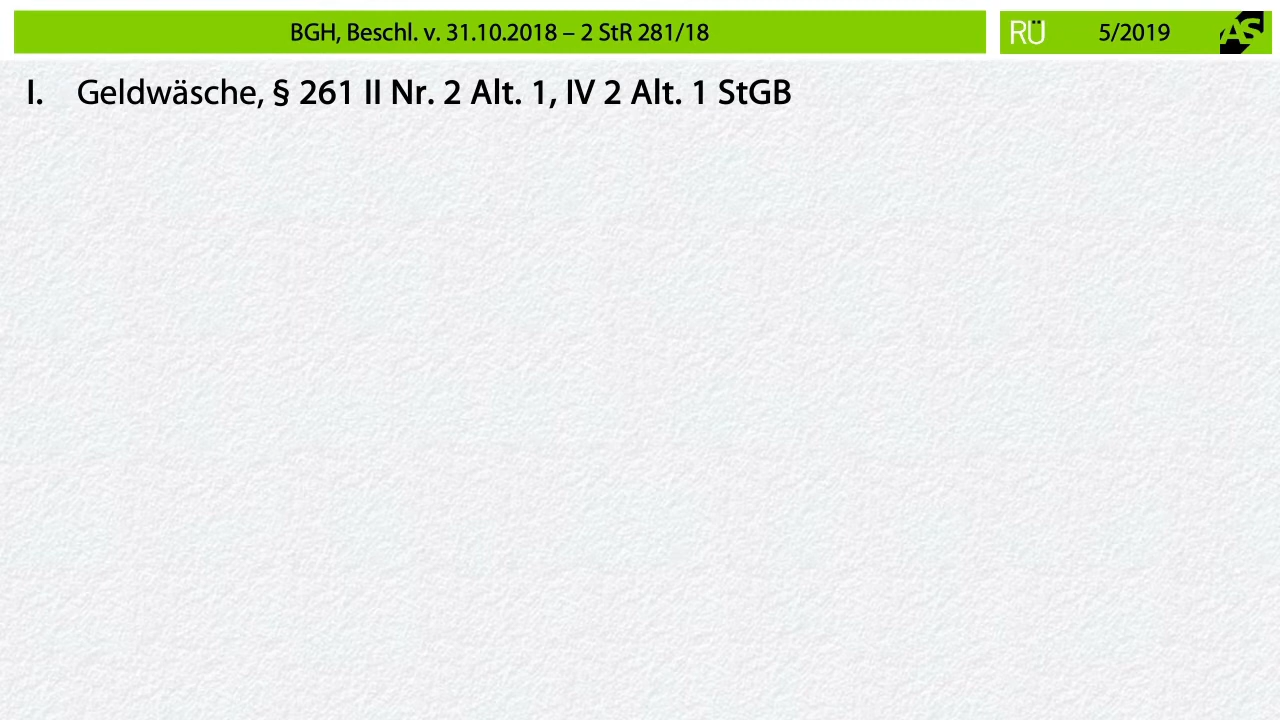 BGH, Beschl. v. 31.10.2018 – 2 StR 281/18
RÜ 5/2019 AS
I. Geldwäsche, § 261 II Nr. 2 Alt. 1, IV 2 Alt. 1 StGB